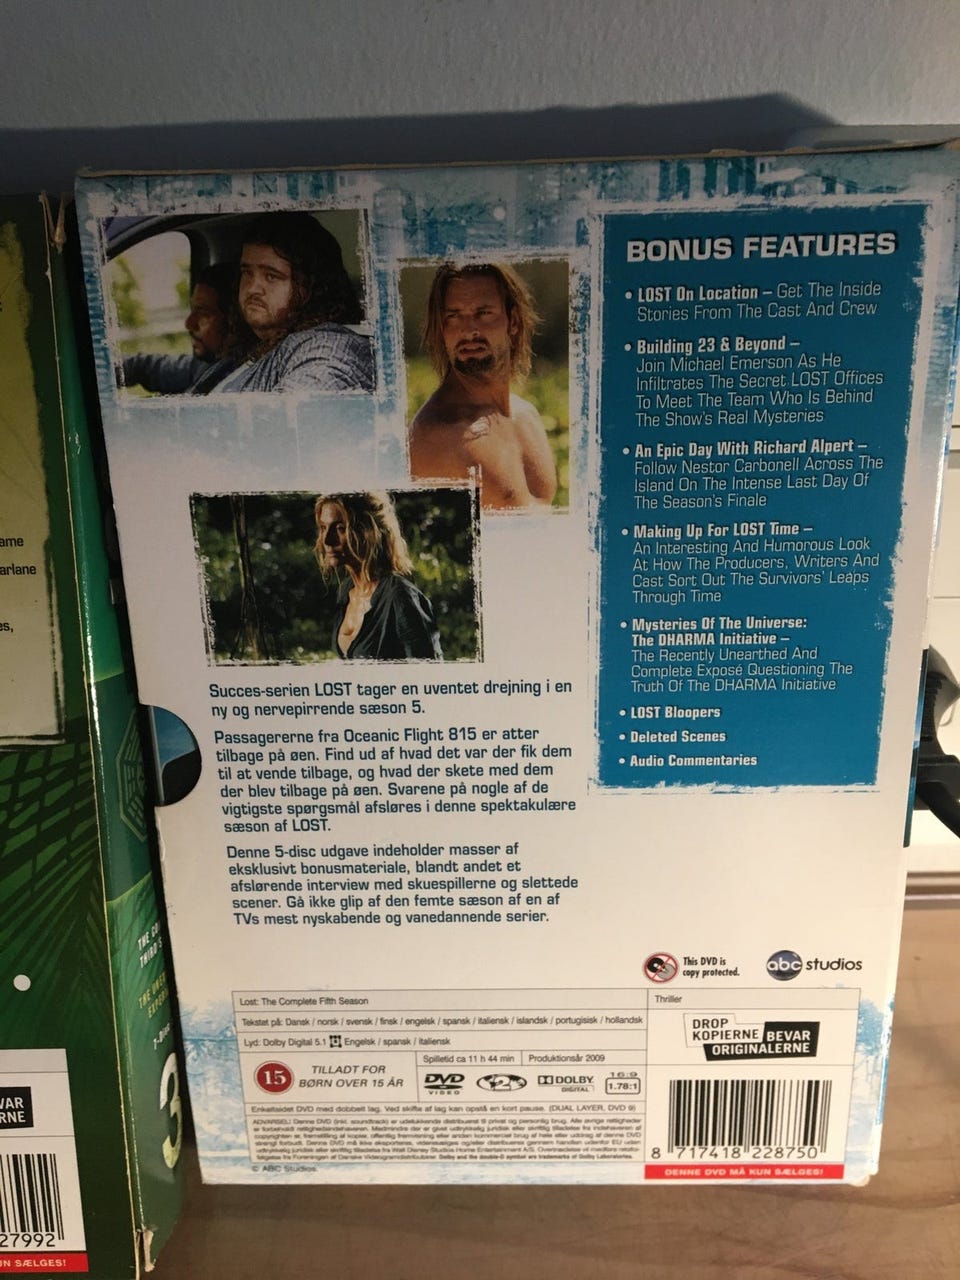 BONUS FEATURES
• LOST On Location – Get The Inside
Stories From The Cast And Crew
• Building 23 & Beyond –
Join Michael Emerson As He
Infiltrates The Secret LOST Offices
To Meet The Team Who Is Behind
The Show's Real Mysteries
• An Epic Day With Richard Alpert –
Follow Nestor Carbonell Across The
Island On The Intense Last Day Of
The Season's Finale
• Making Up For LOST Time –
An Interesting And Humorous Look
At How The Producers, Writers And
Cast Sort Out The Survivors' Leaps
Through Time
• Mysteries Of The Universe:
The DHARMA Initiative –
The Recently Unearthed And
Complete Exposé Questioning The
Truth Of The DHARMA Initiative
• LOST Bloopers
• Deleted Scenes
• Audio Commentaries
Succes-serien LOST tager en uventet drejning i en
ny og nervepirrende sæson 5.
Passagererne fra Oceanic Flight 815 er atter
tilbage på øen. Find ud af hvad det var der fik dem
til at vende tilbage, og hvad der skete med dem
der blev tilbage på øen. Svarene på nogle af de
vigtigste spørgsmål afsløres i denne spektakulære
sæson af LOST.
Denne 5-disc udgave indeholder masser af
eksklusivt bonusmateriale, blandt andet et
afslørende interview med skuespillerne og slettede
scener. Gå ikke glip af den femte sæson af en af
TVs mest nyskabende og vanedannende serier.
This DVD is
copy protected.
abc studios
Lost: The Complete Fifth Season
Thriller
Tekstet på: Dansk / norsk / svensk / finsk / engelsk / spansk / italiensk / islandsk / portugisisk / hollandsk
Lyd: Dolby Digital 5.1 Engelsk / spansk / italiensk
DROP
KOPIERNE BEVAR
ORIGINALERNE
15
TILLADT FOR
BØRN OVER 15 ÅR
Spilletid ca 11 h 44 min
Produktionsår 2009
DVD
VIDEO
2
DOLBY
DIGITAL
16:9
1.78:1
Enkeltsidet DVD med dobbelt lag. Ved skifte af lag kan opstå en kort pause. (DUAL LAYER, DVD 9)
© ABC Studios.
8 717418 228750
DENNE DVD MÅ KUN SÆLGES!
ame
arlane
es,
VAR
RNE
27992
UN SÆLGES!
THE CO
THIRD S
7-Disc
3